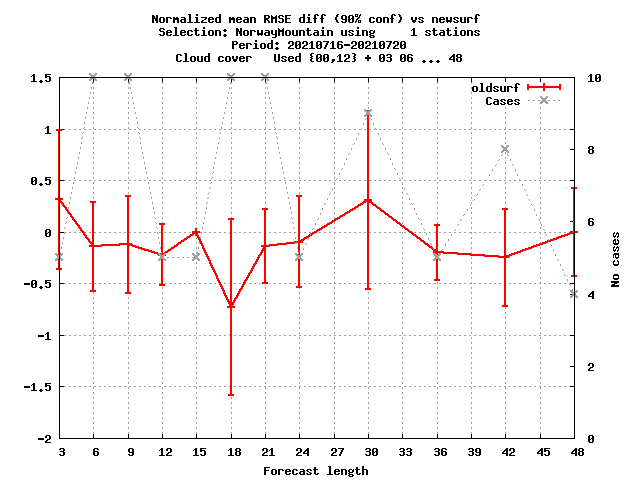 Normalized mean RMSE diff (90% conf) vs newsurf
Selection: NorwayMountain using     1 stations
Period: 20210716-20210720
Cloud cover   Used {00,12} + 03 06 ... 48
oldsurf
Cases
1.5
1
0.5
0
-0.5
-1
-1.5
-2
10
8
6
4
2
0
No cases
3 6 9 12 15 18 21 24 27 30 33 36 39 42 45 48
Forecast length